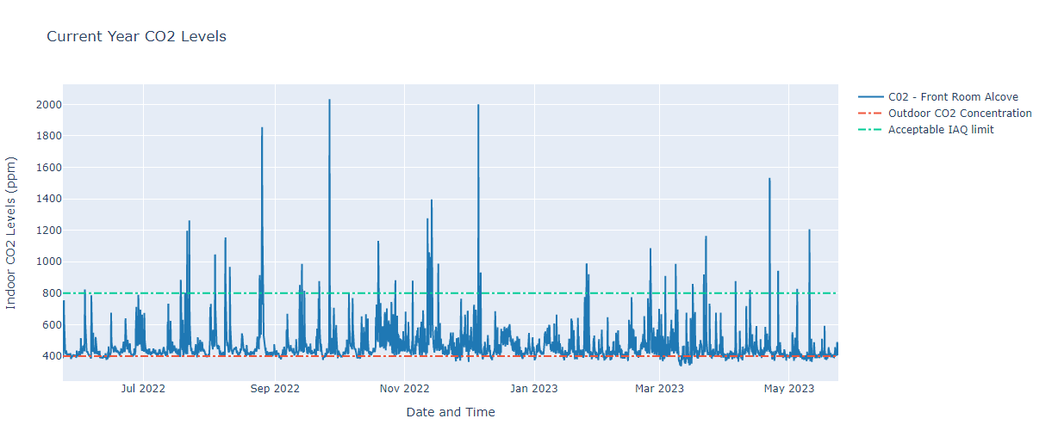 Current Year CO2 Levels
2000
1800
1600
1400
1200
1000
800
600
400
Indoor CO2 Levels (ppm)
Jul 2022
Sep 2022
Nov 2022
Jan 2023
Mar 2023
May 2023
Date and Time
C02 - Front Room Alcove
Outdoor CO2 Concentration
Acceptable IAQ limit